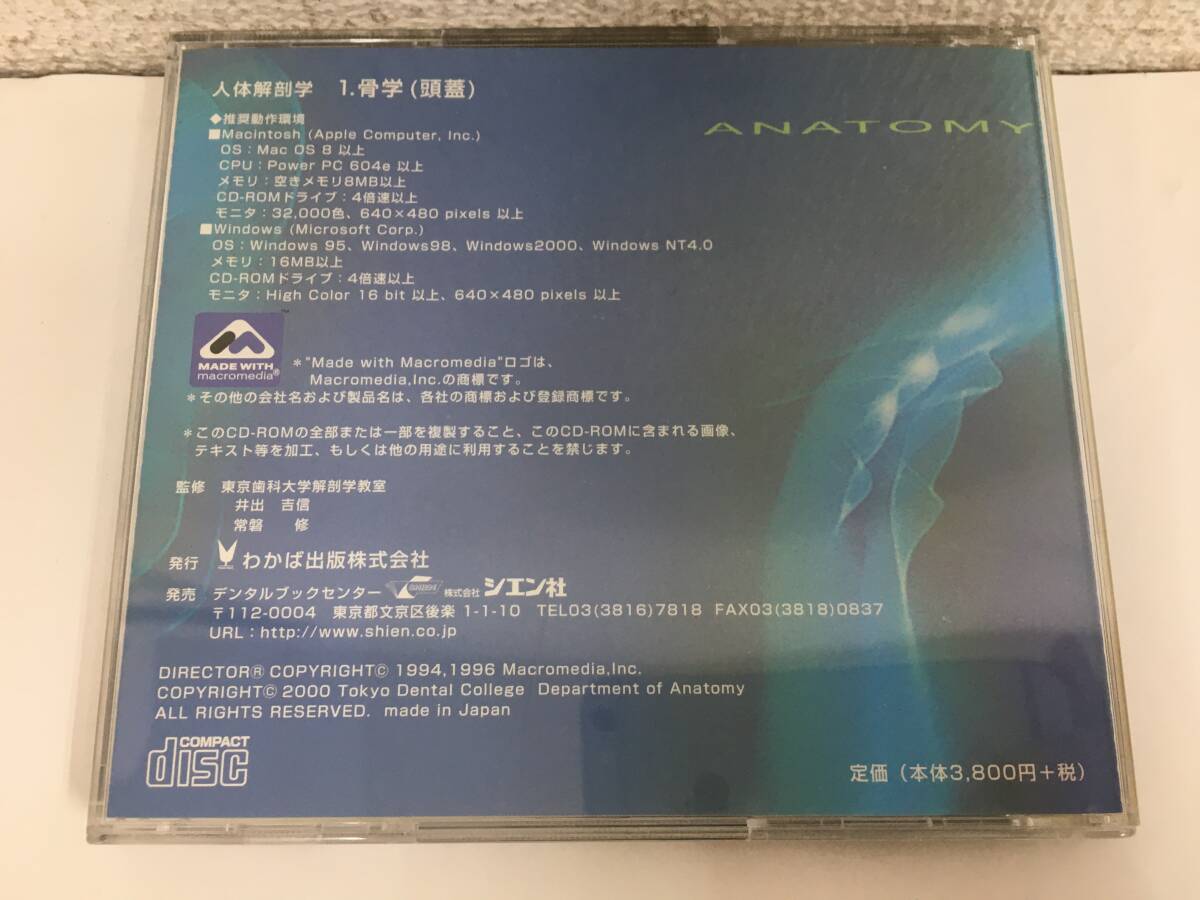 人体解剖学 1.骨学(頭蓋)
ANATOMY
◆推奨動作環境
■Macintosh (Apple Computer, Inc.)
OS:Mac OS 8 以上
CPU:Power PC 604e 以上
メモリ:空きメモリ8MB以上
CD-ROMドライブ:4倍速以上
モニタ:32,000色、640×480 pixels 以上
■Windows (Microsoft Corp.)
OS:Windows 95、Windows98、Windows2000、Windows NT4.0
メモリ:16MB以上
CD-ROMドライブ:4倍速以上
モニタ:High Color 16 bit 以上、640×480 pixels 以上
MADE WITH
macromedia®
＊"Made with Macromedia"ロゴは、
Macromedia,Inc.の商標です。
＊その他の会社名および製品名は、各社の商標および登録商標です。
＊このCD-ROMの全部または一部を複製すること、このCD-ROMに含まれる画像、
テキスト等を加工、もしくは他の用途に利用することを禁じます。
監修 東京歯科大学解剖学教室
井出 吉信
常磐 修
発行 わかば出版株式会社
発売 デンタルブックセンター SHIEN 株式会社 シエン社
〒112-0004 東京都文京区後楽 1-1-10 TEL03(3816)7818 FAX03(3818)0837
URL:http://www.shien.co.jp
DIRECTOR® COPYRIGHT© 1994,1996 Macromedia,Inc.
COPYRIGHT© 2000 Tokyo Dental College Department of Anatomy
ALL RIGHTS RESERVED. made in Japan
COMPACT
disc
定価(本体3,800円+税)